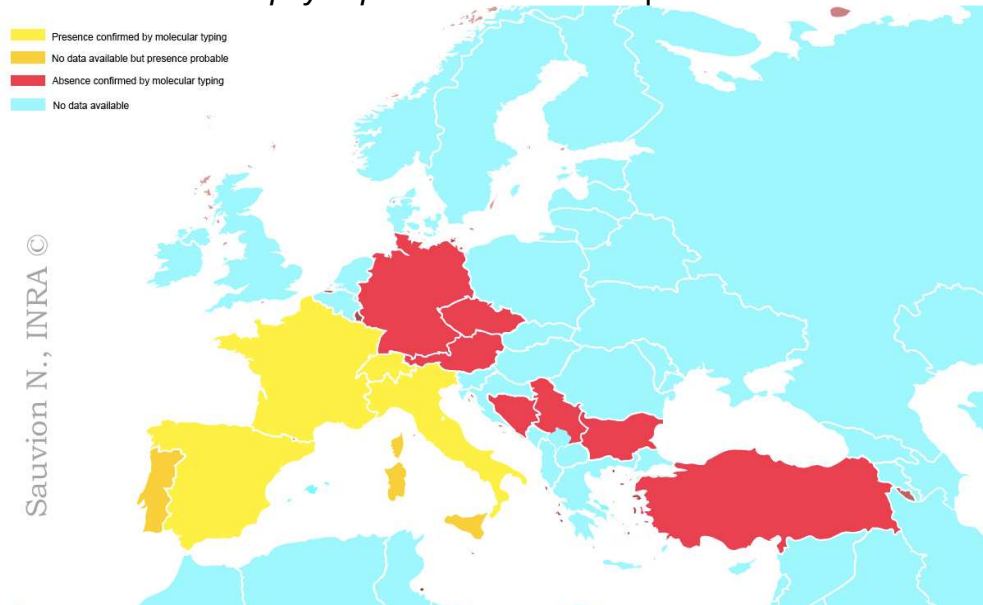 Presence confirmed by molecular typing
No data available but presence probable
Absence confirmed by molecular typing
No data available
Sauvion N., INRA ©